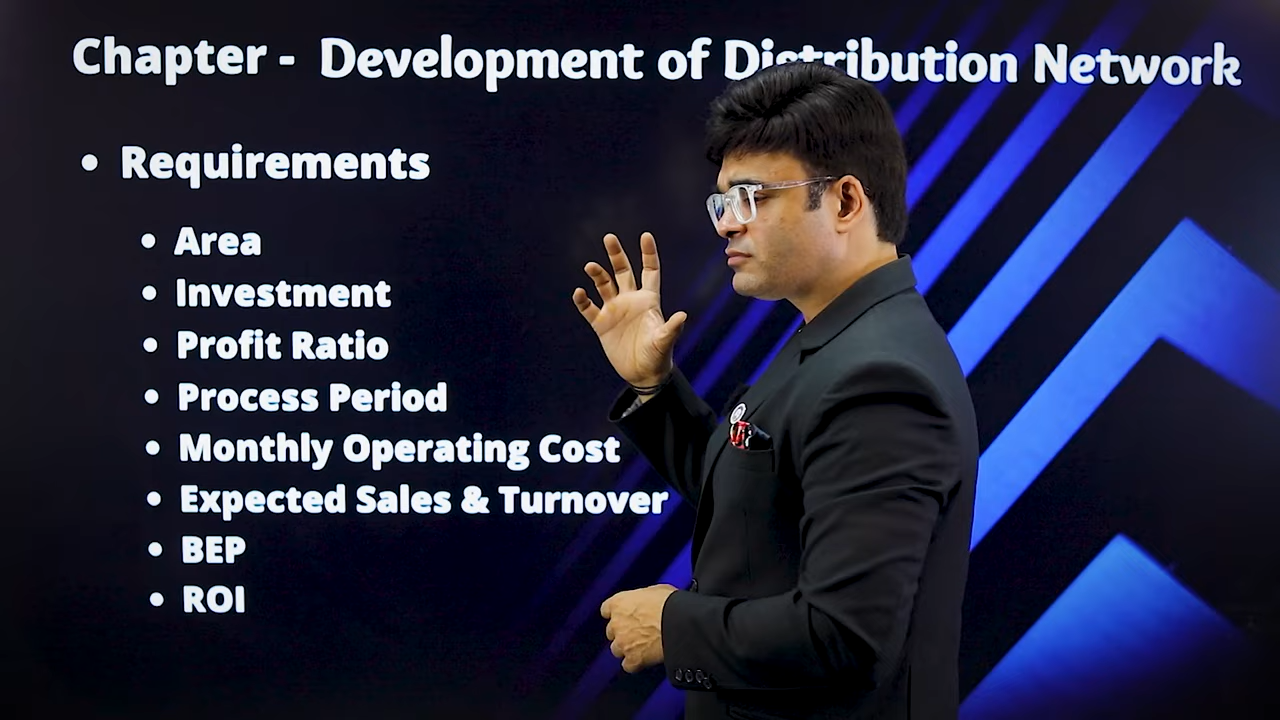 Chapter - Development of Distribution Network
• Requirements
• Area
• Investment
• Profit Ratio
• Process Period
• Monthly Operating Cost
• Expected Sales & Turnover
• BEP
• ROI